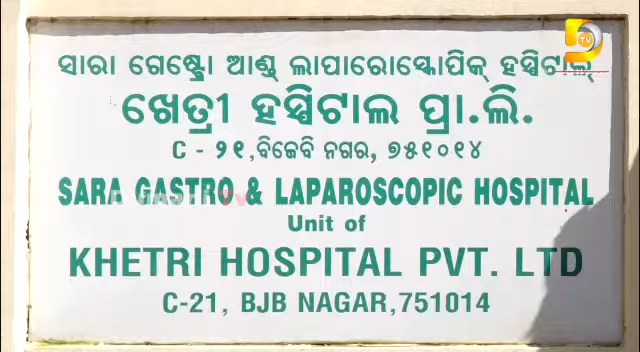 ସାରା ଗେଷ୍ଟ୍ରୋ ଆଣ୍ଡ୍ ଲାପାରୋସ୍କୋପିକ୍ ହସ୍ପିଟାଲ୍
ଖେତ୍ରୀ ହସ୍ପିଟାଲ ପ୍ରା.ଲି.
C - ୨୧,ବିଜେବି ନଗର, ୭୫୧୦୧୪
SARA GASTRO & LAPAROSCOPIC HOSPITAL
Unit of
KHETRI HOSPITAL PVT. LTD
C-21, BJB NAGAR,751014
TV